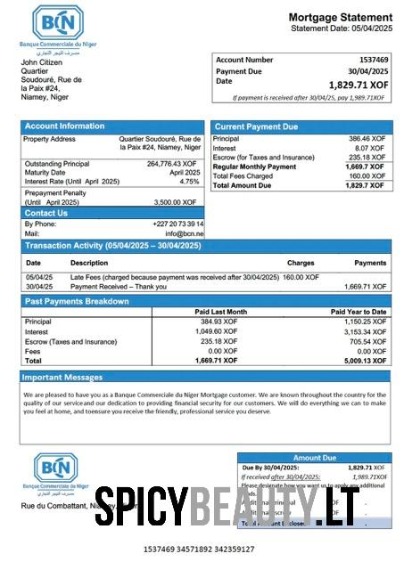 BCN
Banque Commerciale du Niger
مصرف النيجر التجاري
Mortgage Statement
Statement Date: 05/04/2025
John Citizen
Quartier
Soudouré, Rue de
la Paix #24,
Niamey, Niger
Account Number 1537469
Payment Due 30/04/2025
Date
1,829.71 XOF
If payment is received after 30/04/25, pay 1,989.71XOF
Account Information
Property Address Quartier Soudouré, Rue de
la Paix #24, Niamey, Niger
Outstanding Principal 264,776.43 XOF
Maturity Date April 2025
Interest Rate (Until April 2025) 4.75%
Prepayment Penalty
(Until April 2025) 3,500.00 XOF
Contact Us
By Phone: +227 20 73 39 14
Mail: info@bcn.ne
Current Payment Due
Principal 386.46 XOF
Interest 8.07 XOF
Escrow (for Taxes and Insurance) 235.18 XOF
Regular Monthly Payment 1,669.7 XOF
Total Fees Charged 160.00 XOF
Total Amount Due 1,829.7 XOF
Transaction Activity (05/04/2025 – 30/04/2025)
Date Description Charges Payments
05/04/25 Late Fees (charged because payment was received after 30/04/2025) 160.00 XOF
30/04/25 Payment Received – Thank you 1,669.71 XOF
Past Payments Breakdown
Paid Last Month Paid Year to Date
Principal 384.93 XOF 1,150.25 XOF
Interest 1,049.60 XOF 3,153.34 XOF
Escrow (Taxes and Insurance) 235.18 XOF 705.54 XOF
Fees 0.00 XOF 0.00 XOF
Total 1,669.71 XOF 5,009.13 XOF
Important Messages
We are pleased to have you as a Banque Commerciale du Niger Mortgage customer. We are known throughout the country for the
quality of our service and our dedication to providing financial security for our customers. We will do everything we can to make
you feel at home, and toensure you receive the friendly, professional service you deserve.
BCN
Banque Commerciale du Niger
مصرف النيجر التجاري
Rue du Combattant, Niamey,
Amount Due
Due By 30/04/2025: 1,829.71 XOF
If received after 30/04/2025: 1,989.71XOF
Please designate how you want us to apply any additional
SPICYBEAUTY.LT
1537469 34571892 342359127